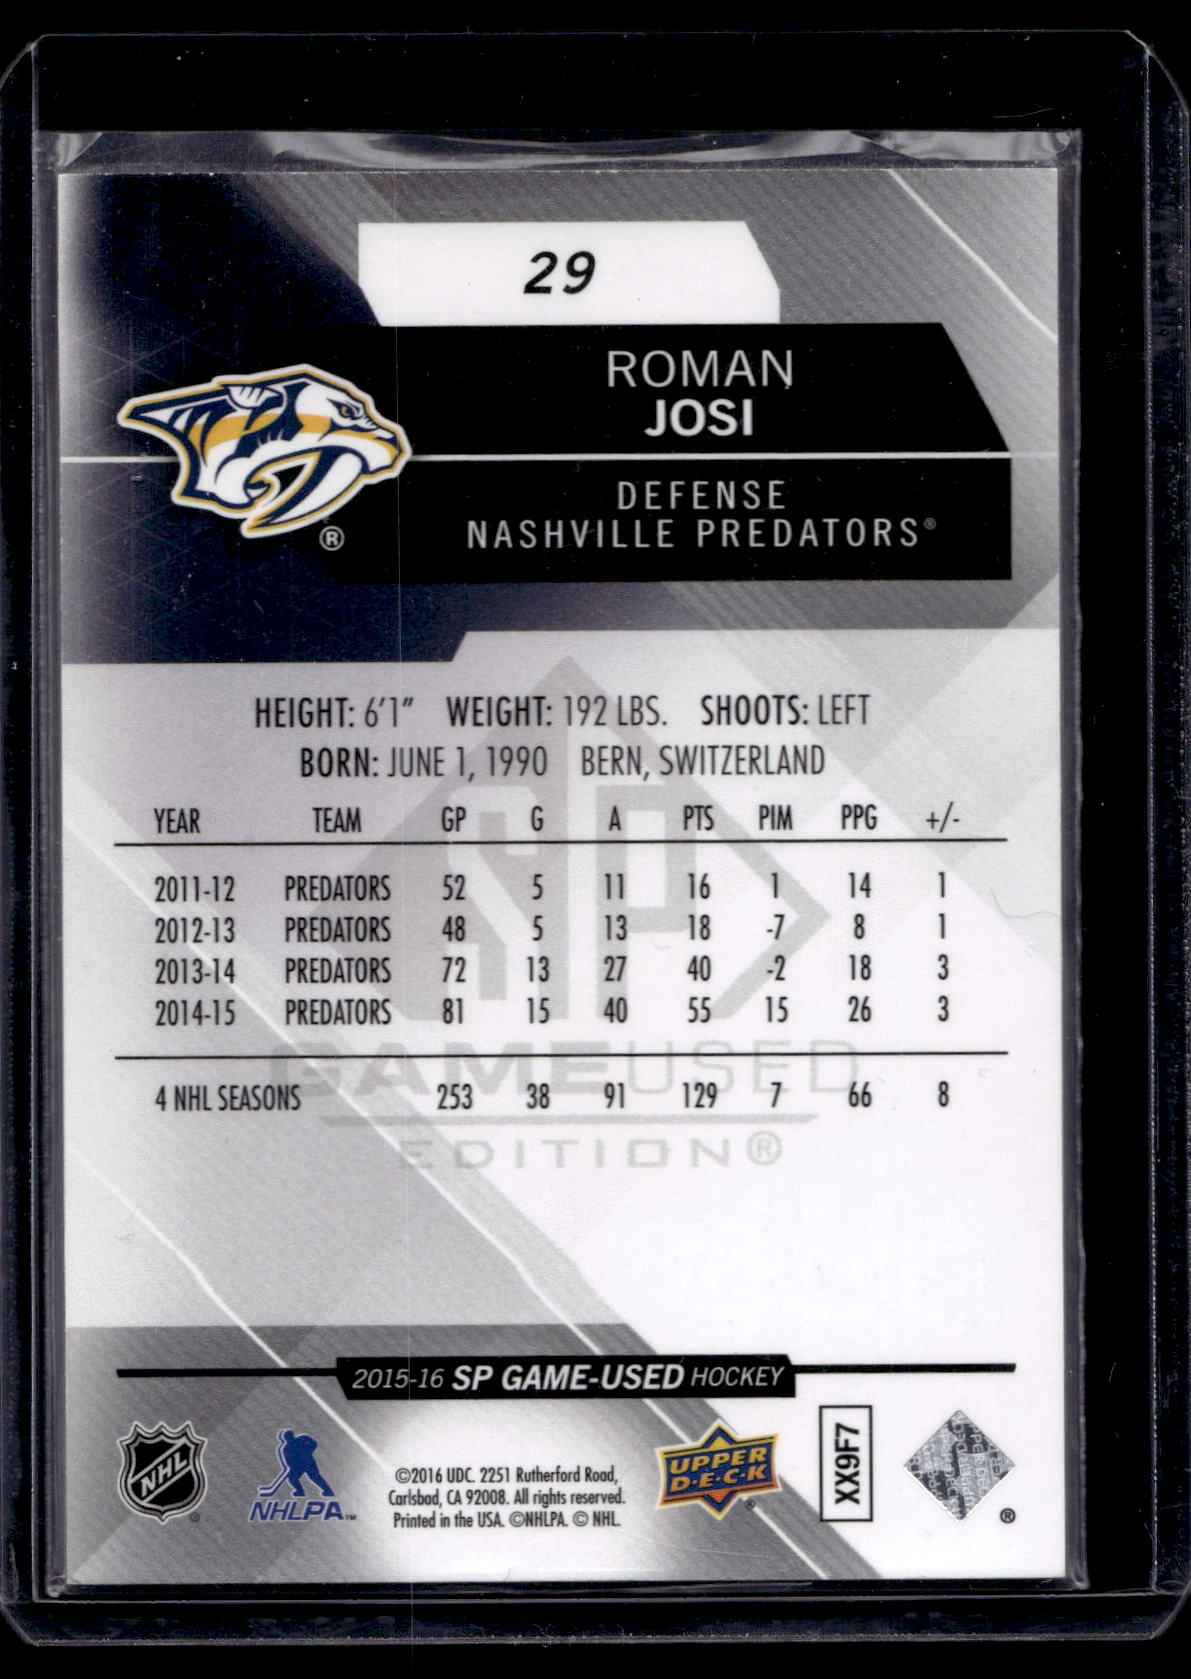 29
ROMAN
JOSI
DEFENSE
NASHVILLE PREDATORS®
®
HEIGHT: 6'1" WEIGHT: 192 LBS. SHOOTS: LEFT
BORN: JUNE 1, 1990 BERN, SWITZERLAND
YEAR TEAM GP G A PTS PIM PPG +/-
2011-12 PREDATORS 52 5 11 16 1 14 1
2012-13 PREDATORS 48 5 13 18 -7 8 1
2013-14 PREDATORS 72 13 27 40 -2 18 3
2014-15 PREDATORS 81 15 40 55 15 26 3
4 NHL SEASONS 253 38 91 129 7 66 8
SP
GAME USED
EDITION®
2015-16 SP GAME-USED HOCKEY
NHL ®
NHLPA™
©2016 UDC. 2251 Rutherford Road,
Carlsbad, CA 92008. All rights reserved.
Printed in the USA. ©NHLPA. © NHL.
UPPER
D·E·C·K ®
XX9F7
®